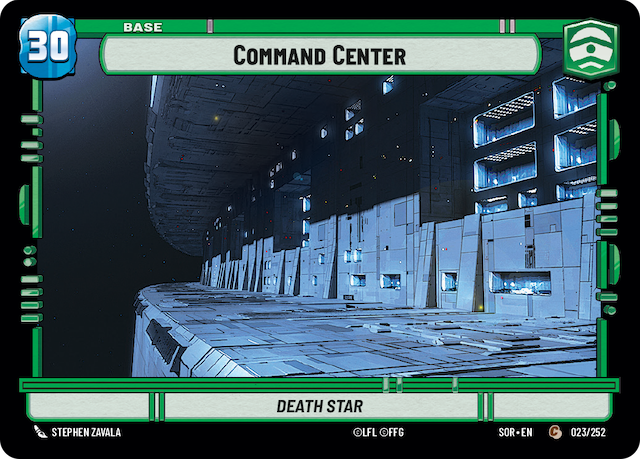 BASE
30
COMMAND CENTER
DEATH STAR
STEPHEN ZAVALA
©LFL ©FFG
SOR • EN
C
023/252